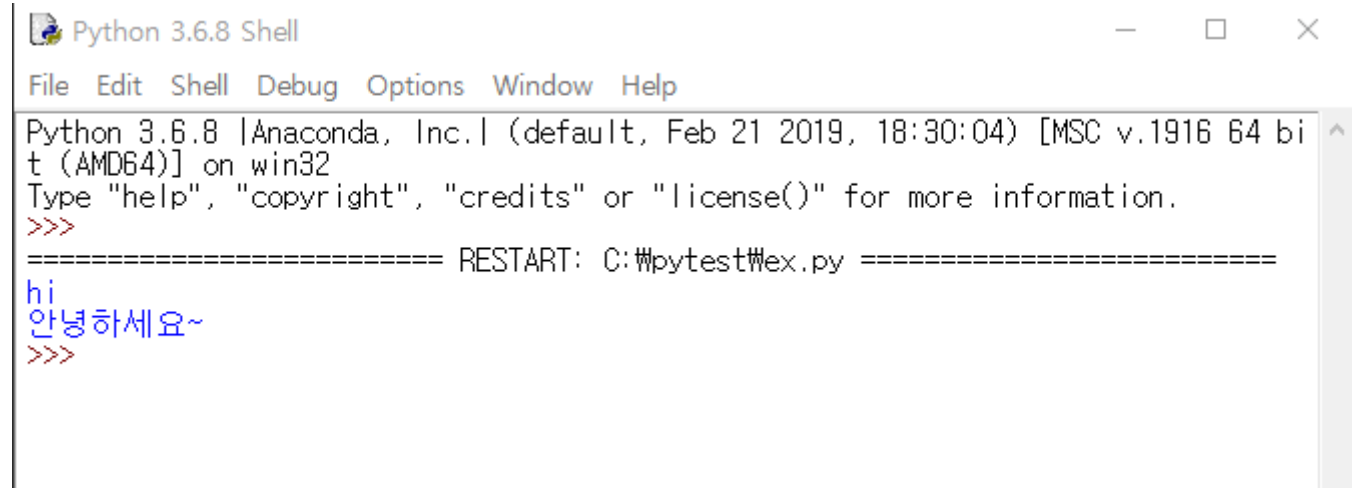 Python 3.6.8 Shell
File Edit Shell Debug Options Window Help
Python 3.6.8 |Anaconda, Inc.| (default, Feb 21 2019, 18:30:04) [MSC v.1916 64 bi
t (AMD64)] on win32
Type "help", "copyright", "credits" or "license()" for more information.
>>>
========================== RESTART: C:₩pytest₩ex.py ==========================
hi
안녕하세요~
>>>